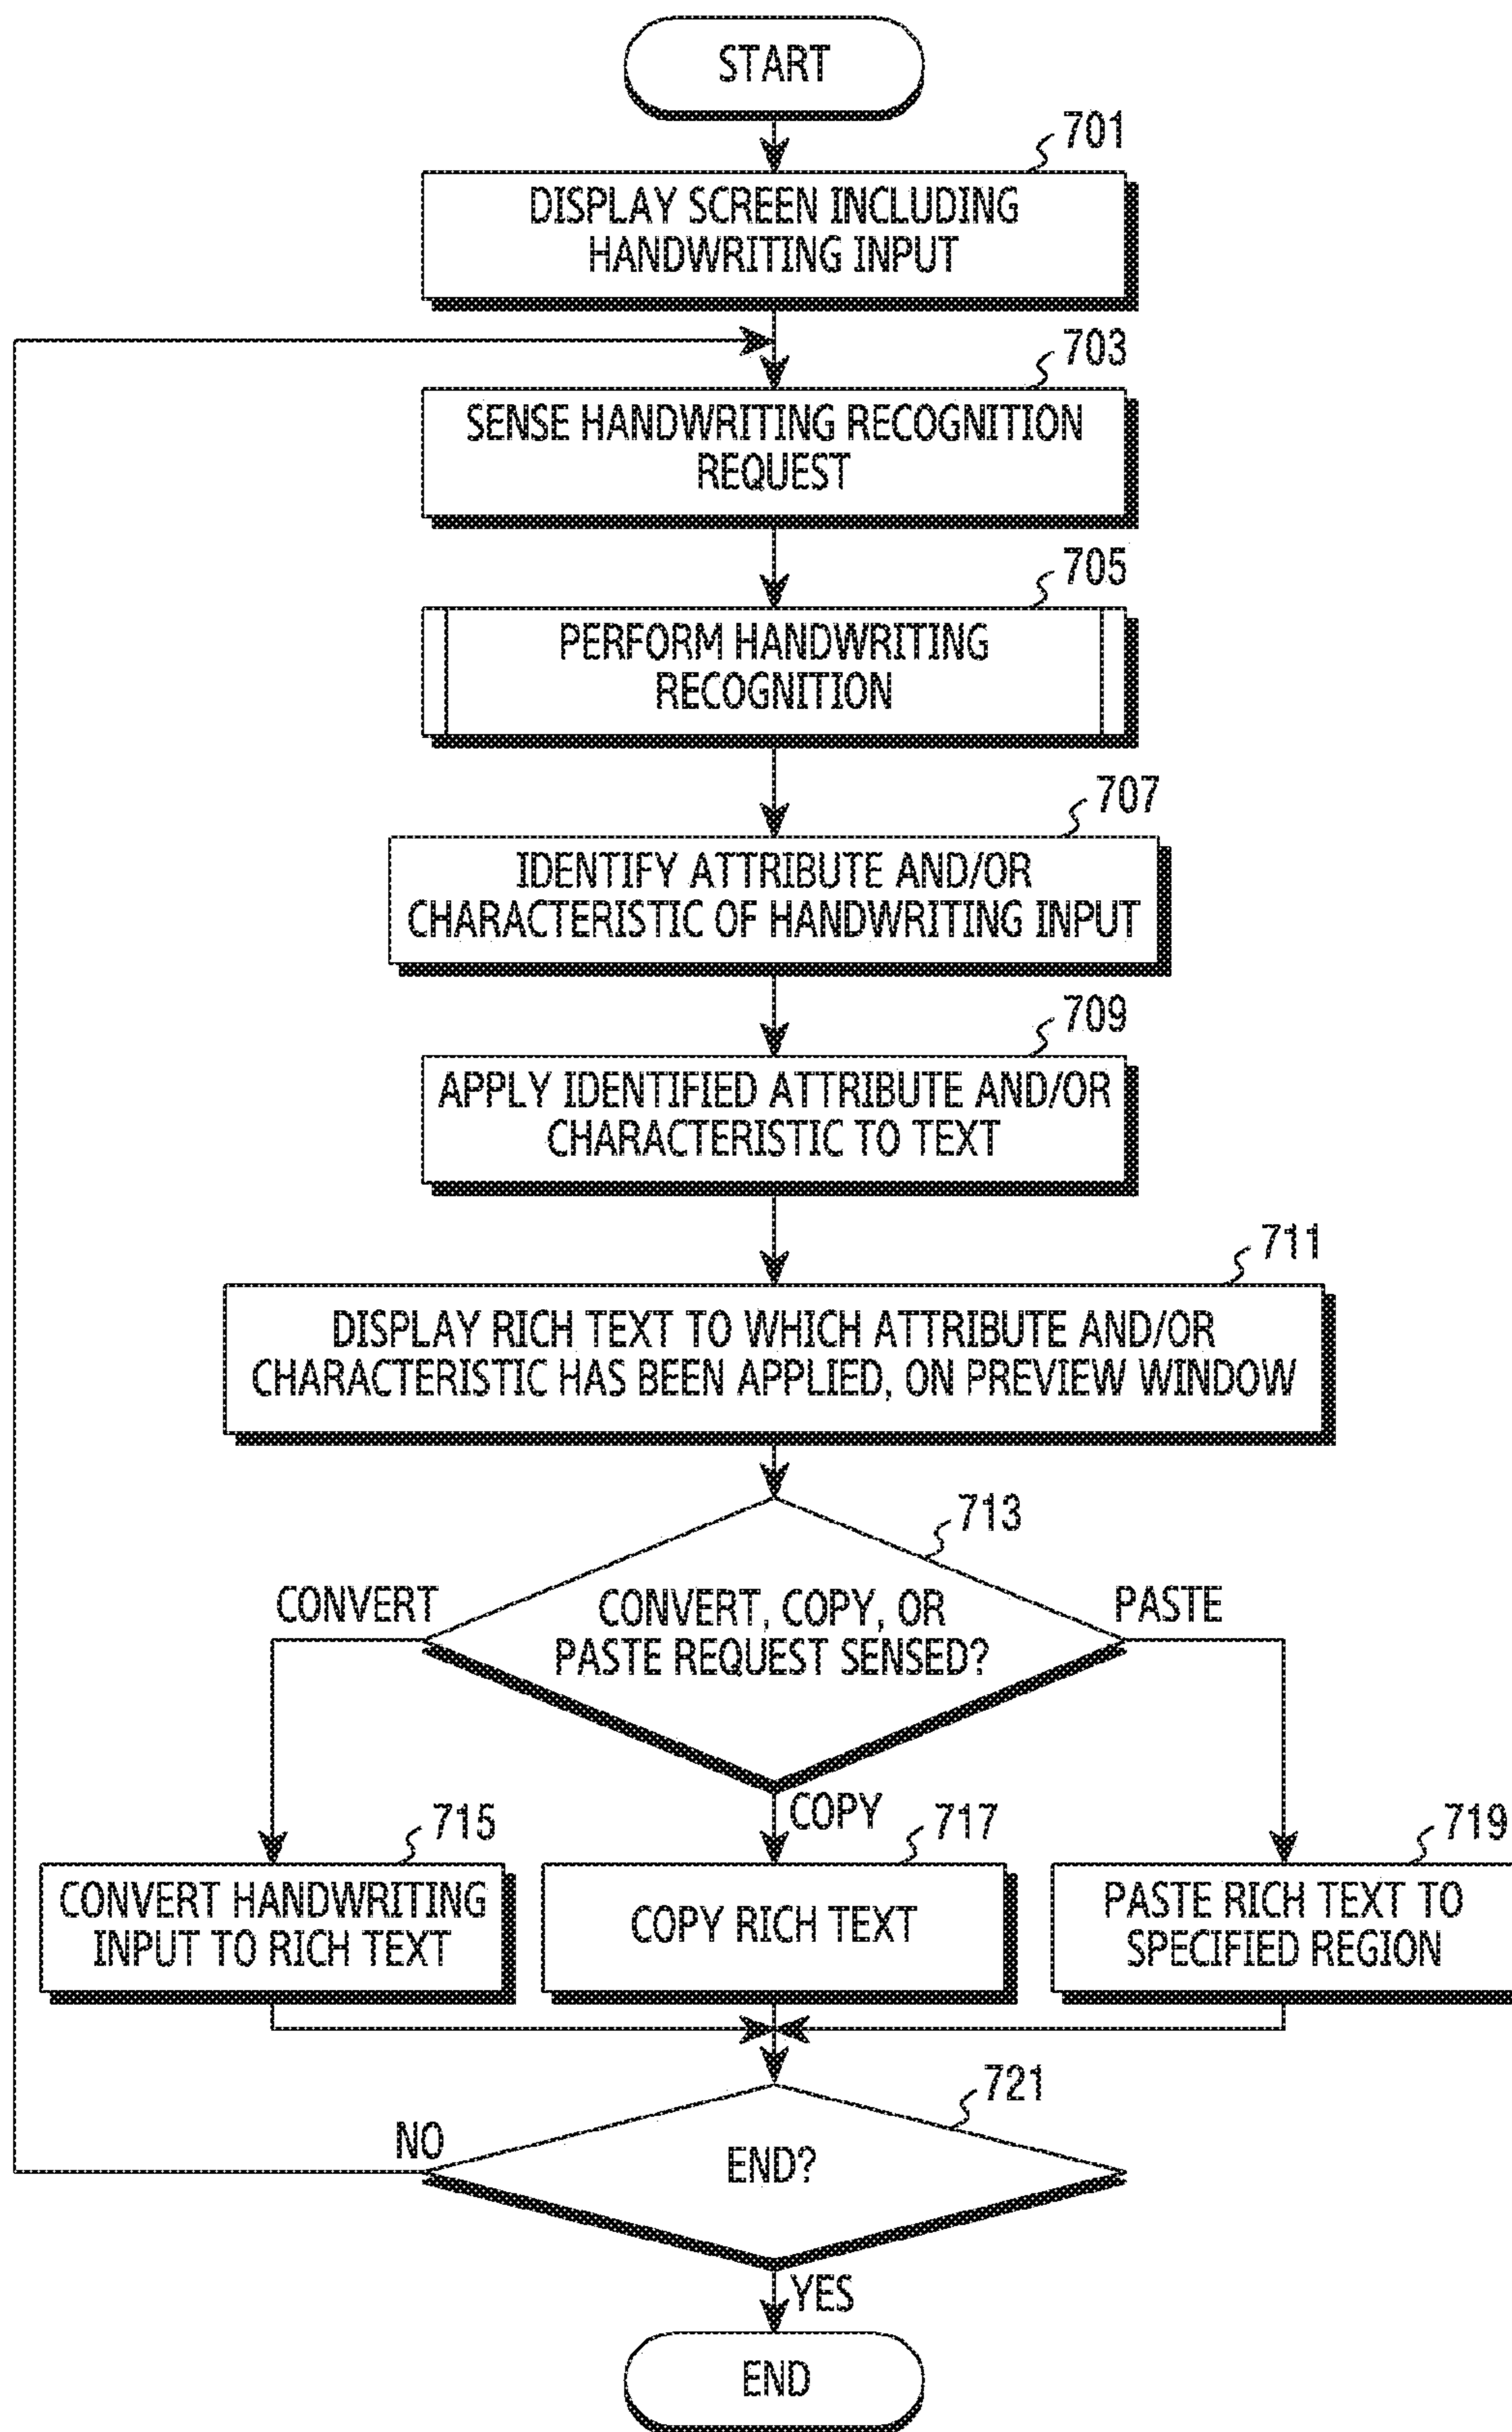 START
701
DISPLAY SCREEN INCLUDING
HANDWRITING INPUT
703
SENSE HANDWRITING RECOGNITION
REQUEST
705
PERFORM HANDWRITING
RECOGNITION
707
IDENTIFY ATTRIBUTE AND/OR
CHARACTERISTIC OF HANDWRITING INPUT
709
APPLY IDENTIFIED ATTRIBUTE AND/OR
CHARACTERISTIC TO TEXT
711
DISPLAY RICH TEXT TO WHICH ATTRIBUTE AND/OR
CHARACTERISTIC HAS BEEN APPLIED, ON PREVIEW WINDOW
713
CONVERT
CONVERT, COPY, OR
PASTE REQUEST SENSED?
PASTE
COPY
715
CONVERT HANDWRITING
INPUT TO RICH TEXT
717
COPY RICH TEXT
719
PASTE RICH TEXT TO
SPECIFIED REGION
721
NO
END?
YES
END